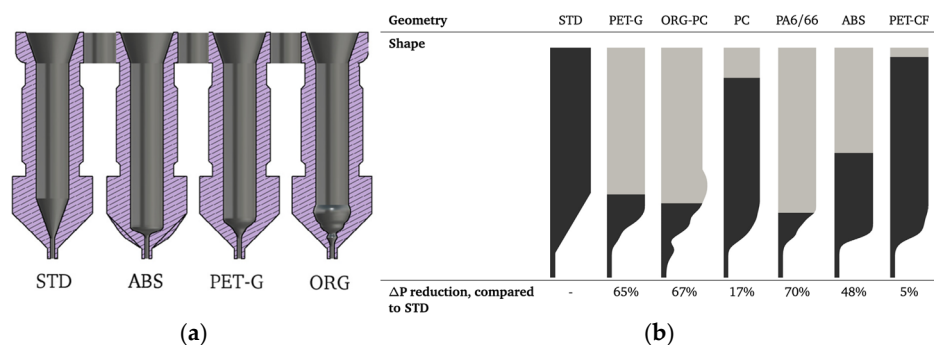 STD ABS PET-G ORG
(a)
Geometry STD PET-G ORG-PC PC PA6/66 ABS PET-CF
Shape
ΔP reduction, compared - 65% 67% 17% 70% 48% 5%
to STD
(b)